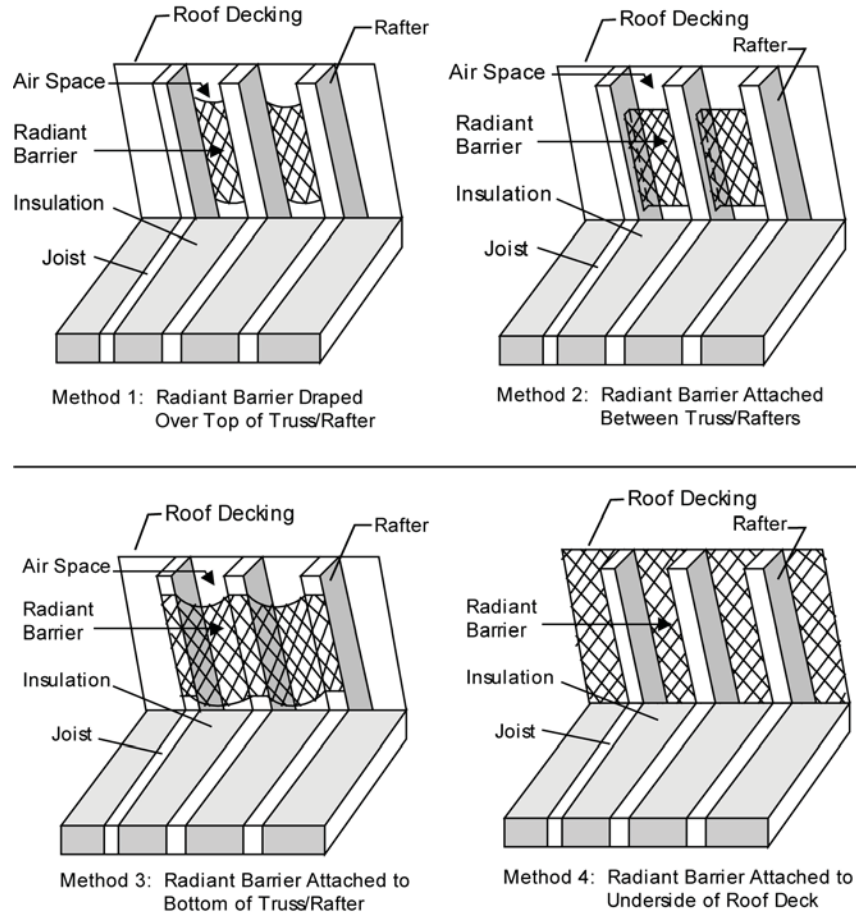 Roof Decking
Rafter
Air Space
Radiant
Barrier
Insulation
Joist
Method 1: Radiant Barrier Draped
Over Top of Truss/Rafter
Roof Decking
Rafter
Air Space
Radiant
Barrier
Insulation
Joist
Method 2: Radiant Barrier Attached
Between Truss/Rafters
Roof Decking
Rafter
Air Space
Radiant
Barrier
Insulation
Joist
Method 3: Radiant Barrier Attached to
Bottom of Truss/Rafter
Roof Decking
Rafter
Radiant
Barrier
Insulation
Joist
Method 4: Radiant Barrier Attached to
Underside of Roof Deck